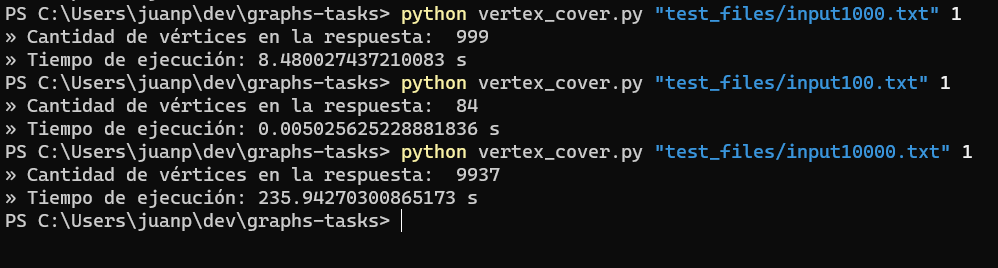 PS C:\Users\juanp\dev\graphs-tasks> python vertex_cover.py "test_files/input1000.txt" 1
» Cantidad de vértices en la respuesta:  999
» Tiempo de ejecución: 8.480027437210083 s
PS C:\Users\juanp\dev\graphs-tasks> python vertex_cover.py "test_files/input100.txt" 1
» Cantidad de vértices en la respuesta:  84
» Tiempo de ejecución: 0.005025625228881836 s
PS C:\Users\juanp\dev\graphs-tasks> python vertex_cover.py "test_files/input10000.txt" 1
» Cantidad de vértices en la respuesta:  9937
» Tiempo de ejecución: 235.94270300865173 s
PS C:\Users\juanp\dev\graphs-tasks>